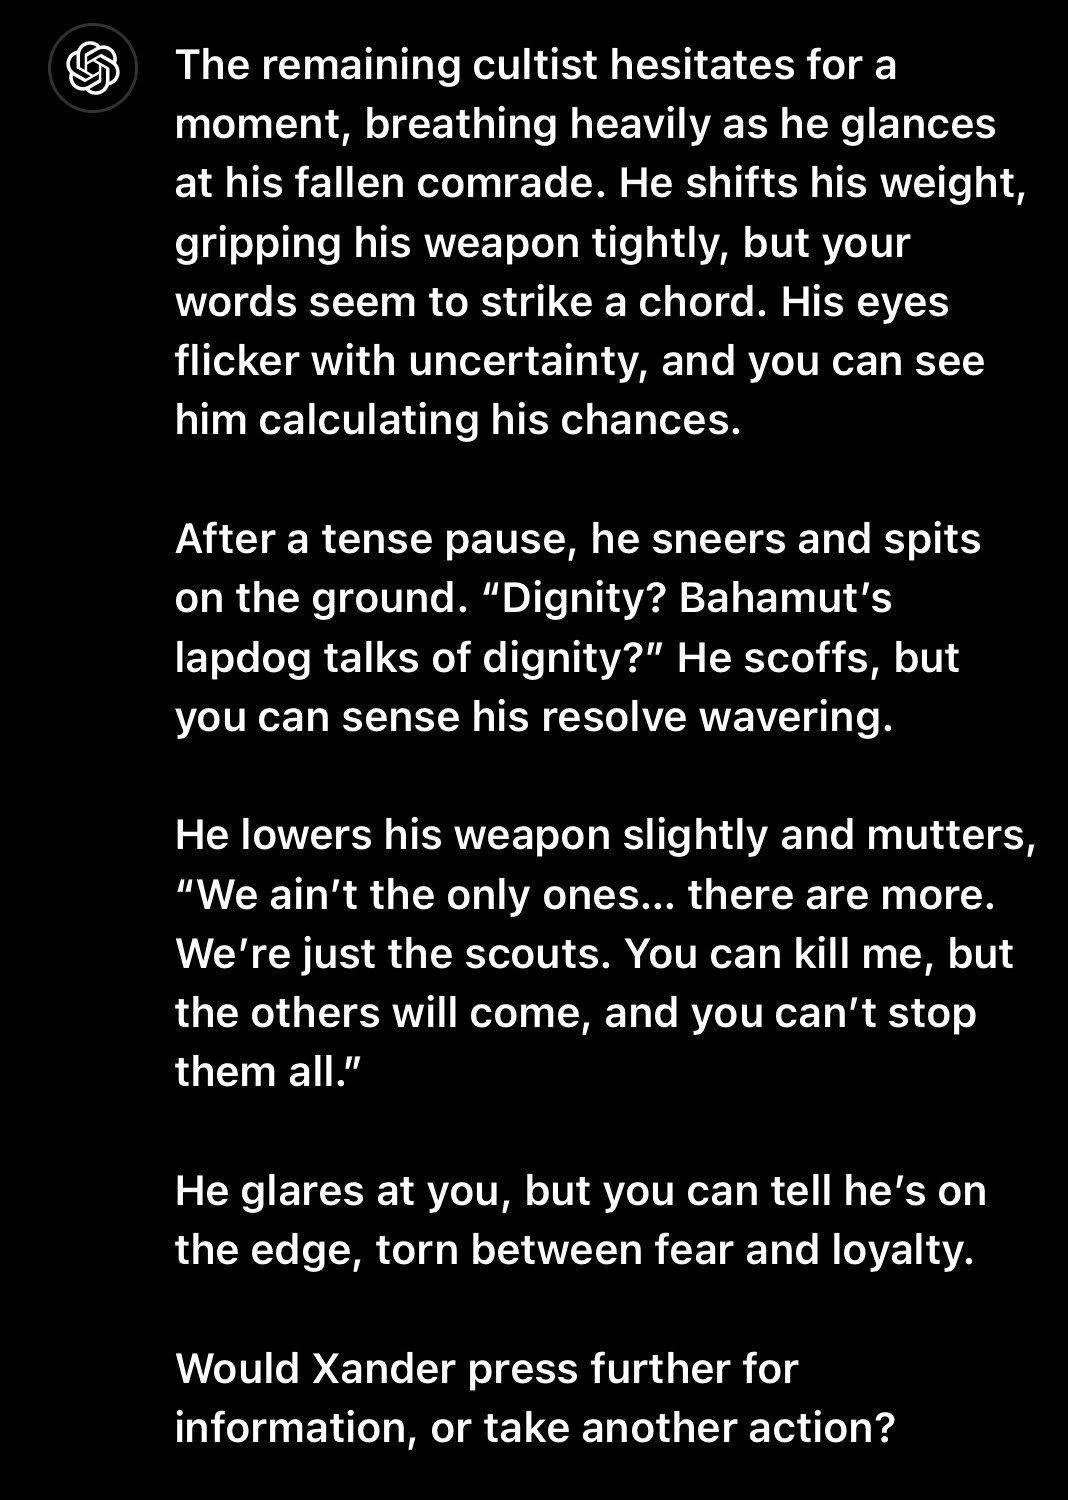 The remaining cultist hesitates for a
moment, breathing heavily as he glances
at his fallen comrade. He shifts his weight,
gripping his weapon tightly, but your
words seem to strike a chord. His eyes
flicker with uncertainty, and you can see
him calculating his chances.
After a tense pause, he sneers and spits
on the ground. “Dignity? Bahamut’s
lapdog talks of dignity?” He scoffs, but
you can sense his resolve wavering.
He lowers his weapon slightly and mutters,
“We ain’t the only ones... there are more.
We’re just the scouts. You can kill me, but
the others will come, and you can’t stop
them all.”
He glares at you, but you can tell he’s on
the edge, torn between fear and loyalty.
Would Xander press further for
information, or take another action?